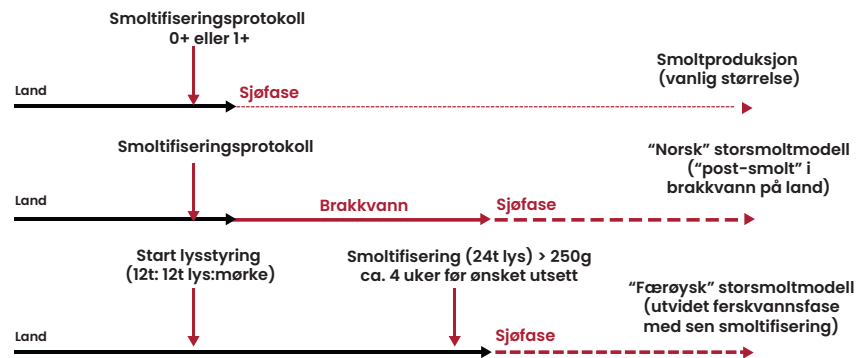 Smoltifiseringsprotokoll
0+ eller 1+
Land
Sjøfase
Smoltproduksjon
(vanlig størrelse)
Smoltifiseringsprotokoll
Land
Brakkvann
Sjøfase
“Norsk” storsmoltmodell
(“post-smolt” i
brakkvann på land)
Start lysstyring
(12t: 12t lys:mørke)
Smoltifisering (24t lys) > 250g
ca. 4 uker før ønsket utsett
Land
Sjøfase
“Færøysk” storsmoltmodell
(utvidet ferskvannsfase
med sen smoltifisering)